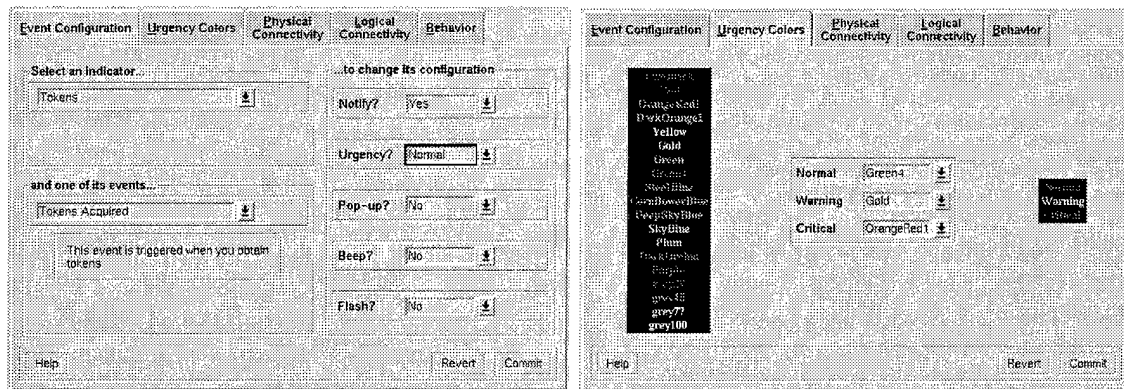 Event Configuration
Urgency Colors
Physical
Connectivity
Logical
Connectivity
Behavior
Select an indicator...
Tokens
and one of its events...
Tokens Acquired
This event is triggered when you obtain
tokens
...to change its configuration
Notify? Yes
Urgency? Normal
Pop-up? No
Beep? No
Flash? No
Help
Revert
Commit
Event Configuration
Urgency Colors
Physical
Connectivity
Logical
Connectivity
Behavior
OrangeRed1
DarkOrange1
Yellow
Gold
Green
Green4
SteelBlue
CornflowerBlue
DeepSkyBlue
SkyBlue
Plum
Purple
grey77
grey100
Normal Green4
Warning Gold
Critical OrangeRed1
Normal
Warning
Critical
Help
Revert
Commit